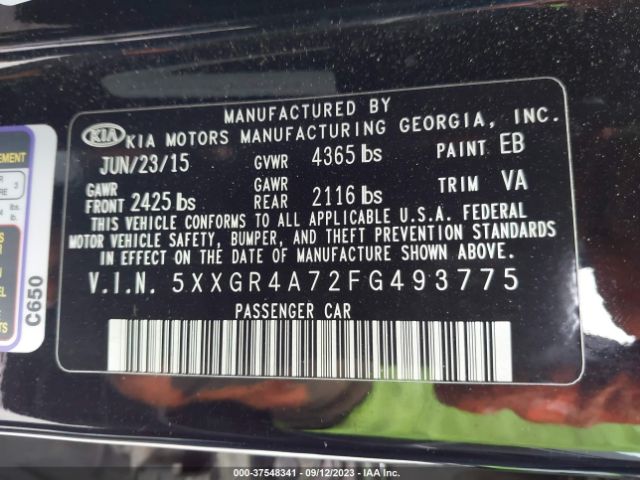 MANUFACTURED BY
KIA KIA MOTORS MANUFACTURING GEORGIA, INC.
JUN/23/15 GVWR 4365 lbs PAINT EB
GAWR FRONT 2425 lbs GAWR REAR 2116 lbs TRIM VA
THIS VEHICLE CONFORMS TO ALL APPLICABLE U.S.A. FEDERAL
MOTOR VEHICLE SAFETY, BUMPER, AND THEFT PREVENTION STANDARDS
IN EFFECT ON THE DATE OF MANUFACTURE SHOWN ABOVE.
V.I.N. 5XXGR4A72FG493775
PASSENGER CAR
C650
000-37548341 - 09/12/2023 - IAA Inc.